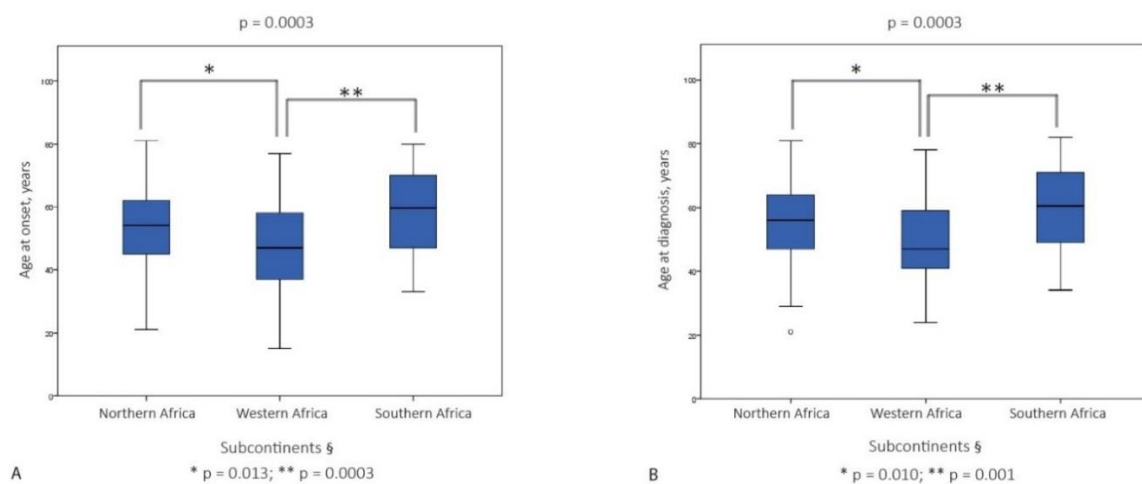 p = 0.0003
*
**
Age at onset, years
100
80
60
40
20
0
Northern Africa Western Africa Southern Africa
Subcontinents §
A
* p = 0.013; ** p = 0.0003
p = 0.0003
*
**
Age at diagnosis, years
100
80
60
40
20
0
Northern Africa Western Africa Southern Africa
Subcontinents §
B
* p = 0.010; ** p = 0.001